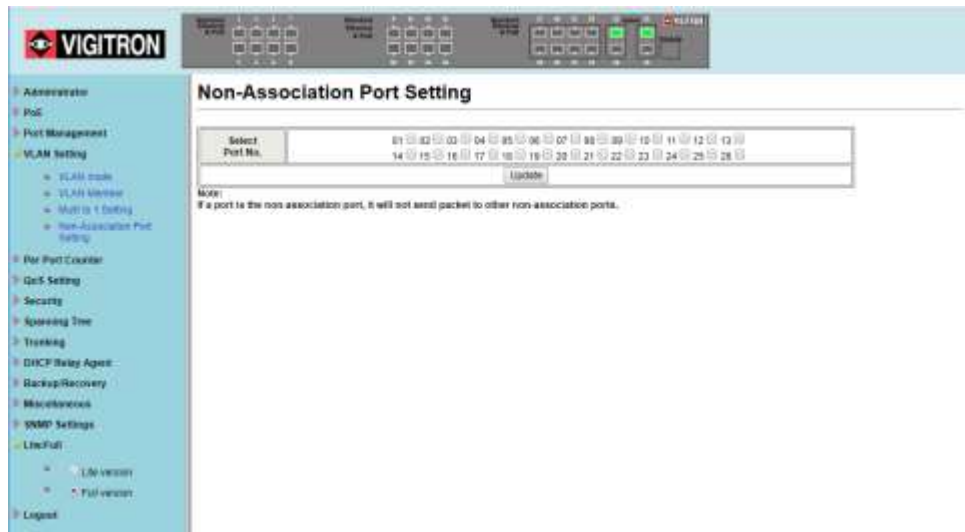 VIGITRON
Administrator
PoE
Port Management
VLAN Setting
VLAN mode
VLAN Member
Multi to 1 Setting
Non-Association Port
Setting
Per Port Counter
QoS Setting
Security
Spanning Tree
Trunking
DHCP Relay Agent
Backup/Recovery
Miscellaneous
SNMP Settings
Lite/Full
Lite version
Full version
Logout
Non-Association Port Setting
Select
Port No.
01 02 03 04 05 06 07 08 09 10 11 12 13
14 15 16 17 18 19 20 21 22 23 24 25 26
Update
Note:
If a port is the non association port, it will not send packet to other non-association ports.